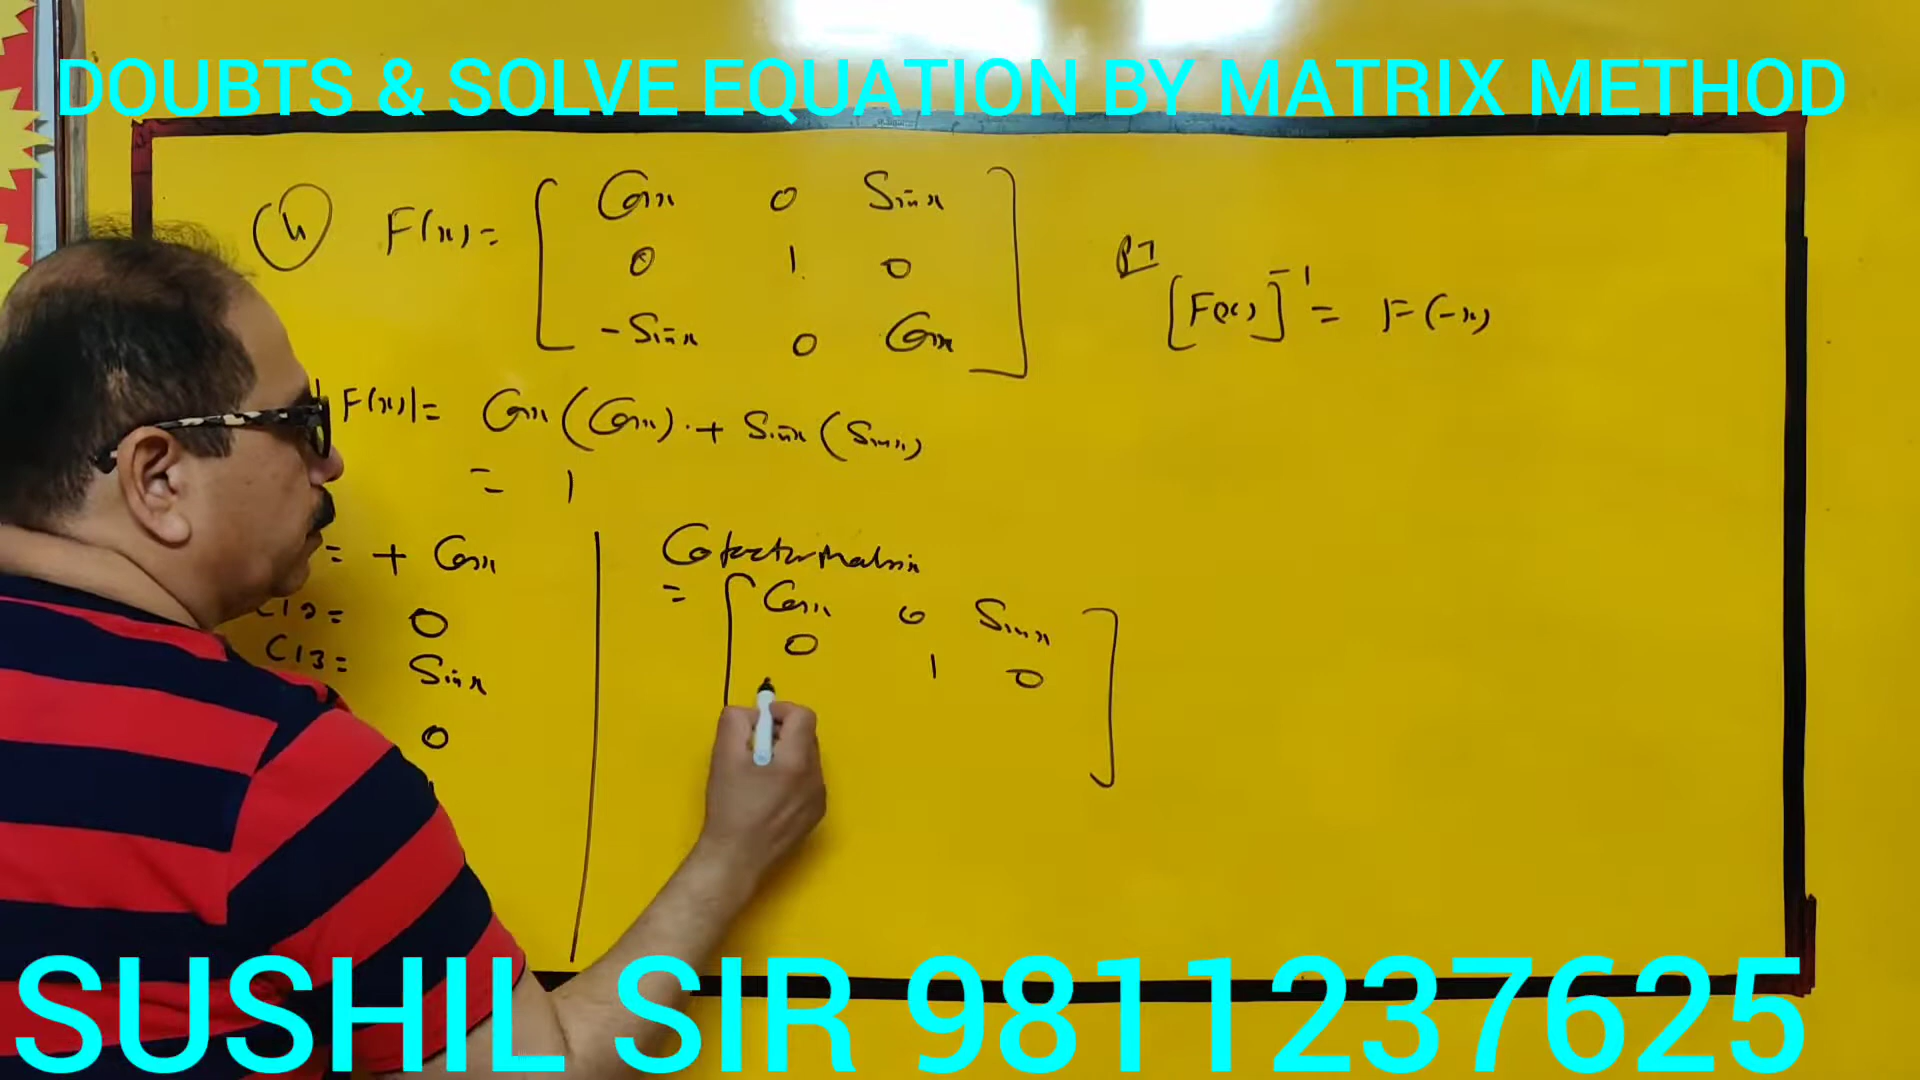 DOUBTS & SOLVE EQUATION BY MATRIX METHOD
(4) F(x) = [ Cosx 0 Sinx
0 1 0
-Sinx 0 Cosx ]
PT
[F(x)]⁻¹ = F(-x)
F(x)| = Cosx (Cosx) + Sinx (Sinx)
= 1
= + Cosx
C12 = 0
C13 = Sinx
0
Cofactor Matrix
= [ Cosx 0 Sinx
0 1 0 ]
SUSHIL SIR 9811237625